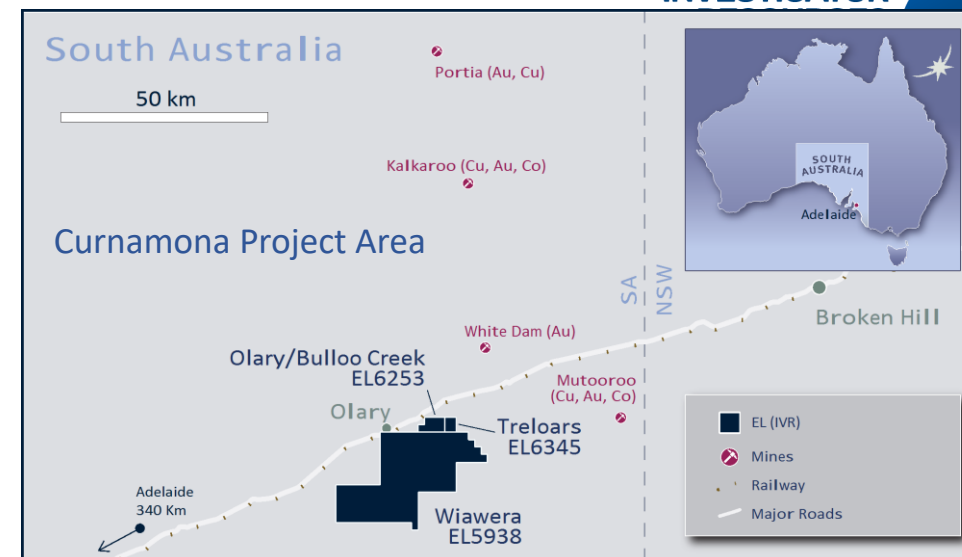 South Australia
50 km
Portia (Au, Cu)
Kalkaroo (Cu, Au, Co)
Curnamona Project Area
SOUTH
AUSTRALIA
Adelaide
SA
NSW
Broken Hill
White Dam (Au)
Olary/Bulloo Creek
EL6253
Mutooroo
(Cu, Au, Co)
Olary
Treloars
EL6345
Adelaide
340 Km
Wiawera
EL5938
EL (IVR)
Mines
Railway
Major Roads